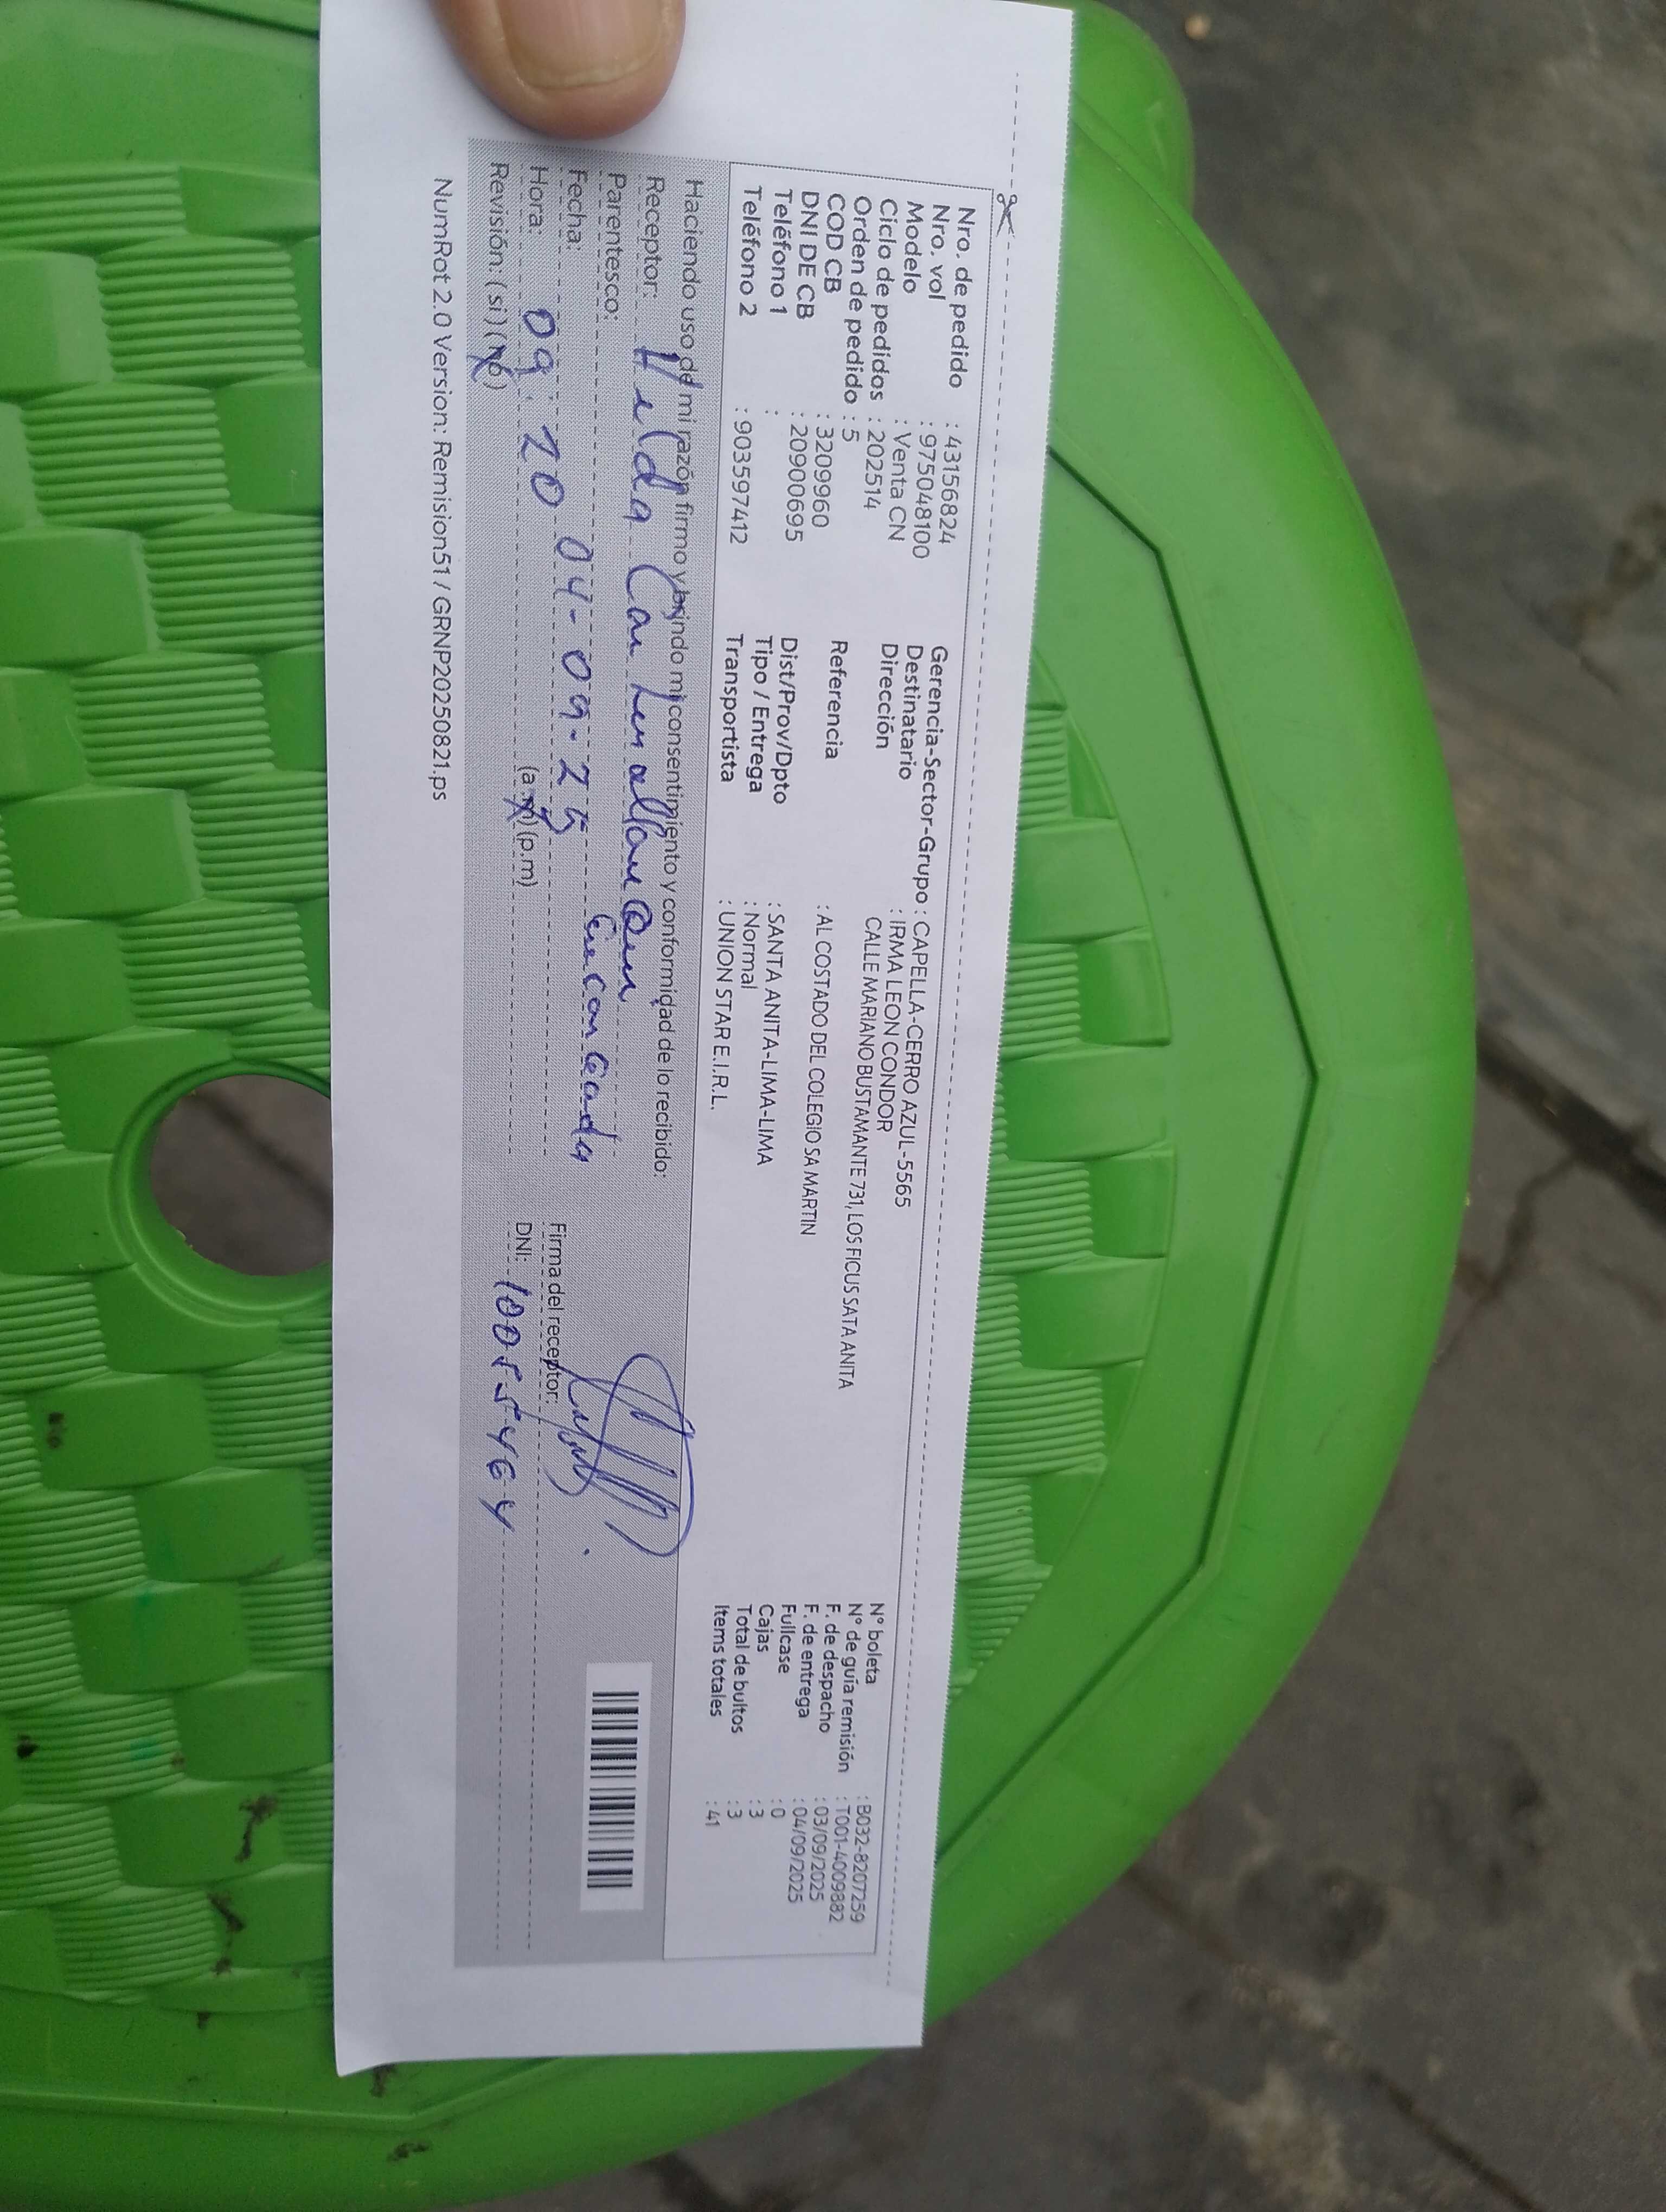 Nro. de pedido : 43156824
Nro. vol : 975048100
Modelo : Venta CN
Ciclo de pedidos : 202514
Orden de pedido : 5
COD CB : 3209960
DNI DE CB : 20900695
Teléfono 1 :
Teléfono 2 : 903597412
Gerencia-Sector-Grupo : CAPELLA-CERRO AZUL-5565
Destinatario : IRMA LEON CONDOR
Dirección CALLE MARIANO BUSTAMANTE 731, LOS FICUS SATA ANITA
Referencia : AL COSTADO DEL COLEGIO SA MARTIN
Dist/Prov/Dpto : SANTA ANITA-LIMA-LIMA
Tipo / Entrega : Normal
Transportista : UNION STAR E.I.R.L.
N° boleta : B032-8207259
N° de guía remisión : T001-4009882
F. de despacho : 03/09/2025
F. de entrega : 04/09/2025
Fullcase : 0
Cajas : 3
Total de bultos : 3
Items totales : 41
Haciendo uso de mi razón firmo y brindo mi consentimiento y conformidad de lo recibido:
Receptor: Hilda
Parentesco:
Fecha: 04-09-25
Hora: 09:20 (a.m) (p.m)
Revisión: (si) (no)
Firma del receptor:
DNI:
NumRot 2.0 Version: Remision51 / GRNP20250821.ps